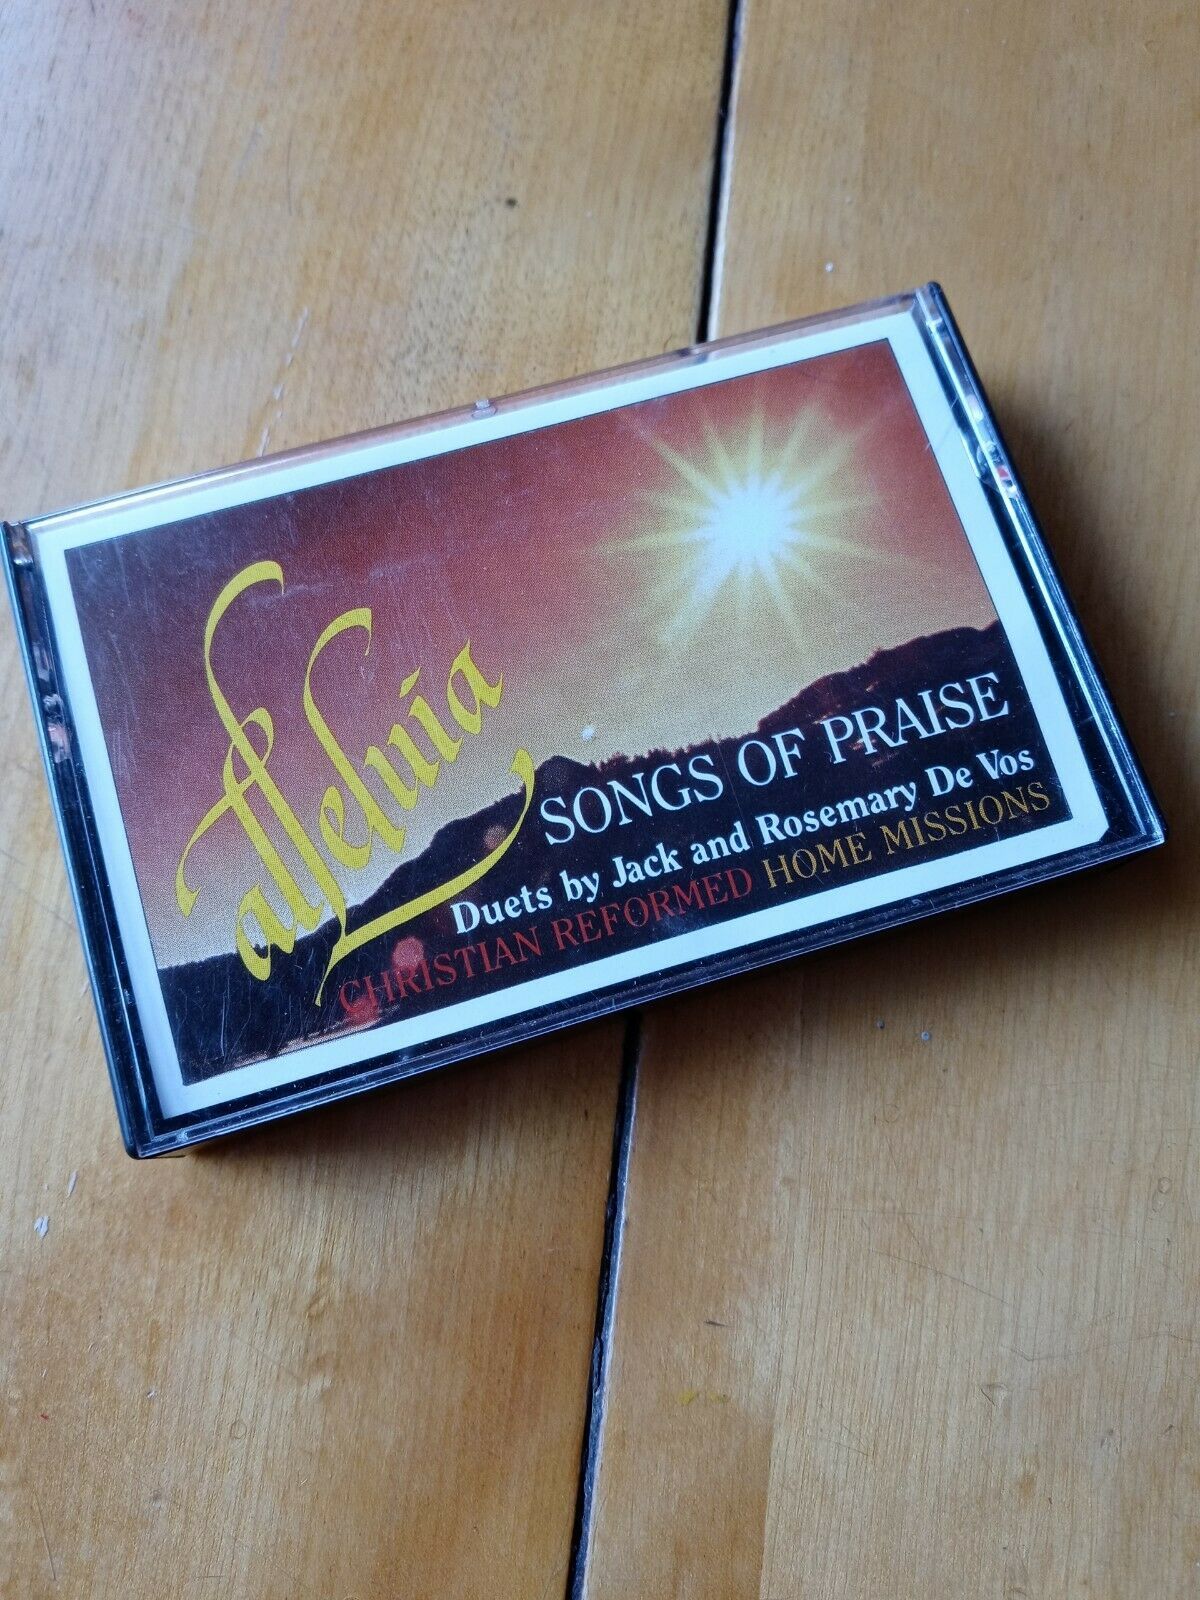 alleluia
SONGS OF PRAISE
Duets by Jack and Rosemary De Vos
CHRISTIAN REFORMED HOME MISSIONS